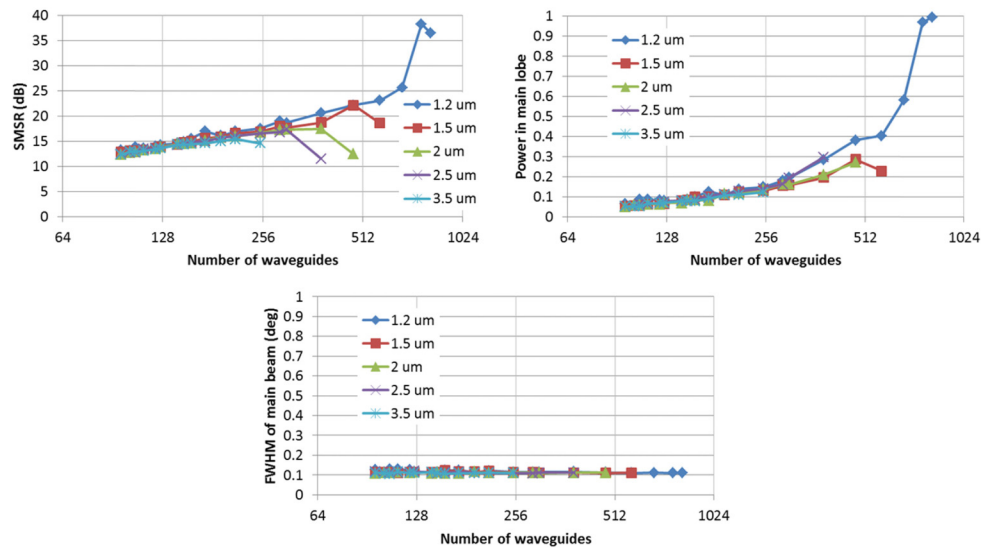 SMSR (dB)
40
35
30
25
20
15
10
5
0
64 128 256 512 1024
Number of waveguides
1.2 um
1.5 um
2 um
2.5 um
3.5 um
Power in main lobe
1
0.9
0.8
0.7
0.6
0.5
0.4
0.3
0.2
0.1
0
64 128 256 512 1024
Number of waveguides
1.2 um
1.5 um
2 um
2.5 um
3.5 um
FWHM of main beam (deg)
1
0.9
0.8
0.7
0.6
0.5
0.4
0.3
0.2
0.1
0
64 128 256 512 1024
Number of waveguides
1.2 um
1.5 um
2 um
2.5 um
3.5 um